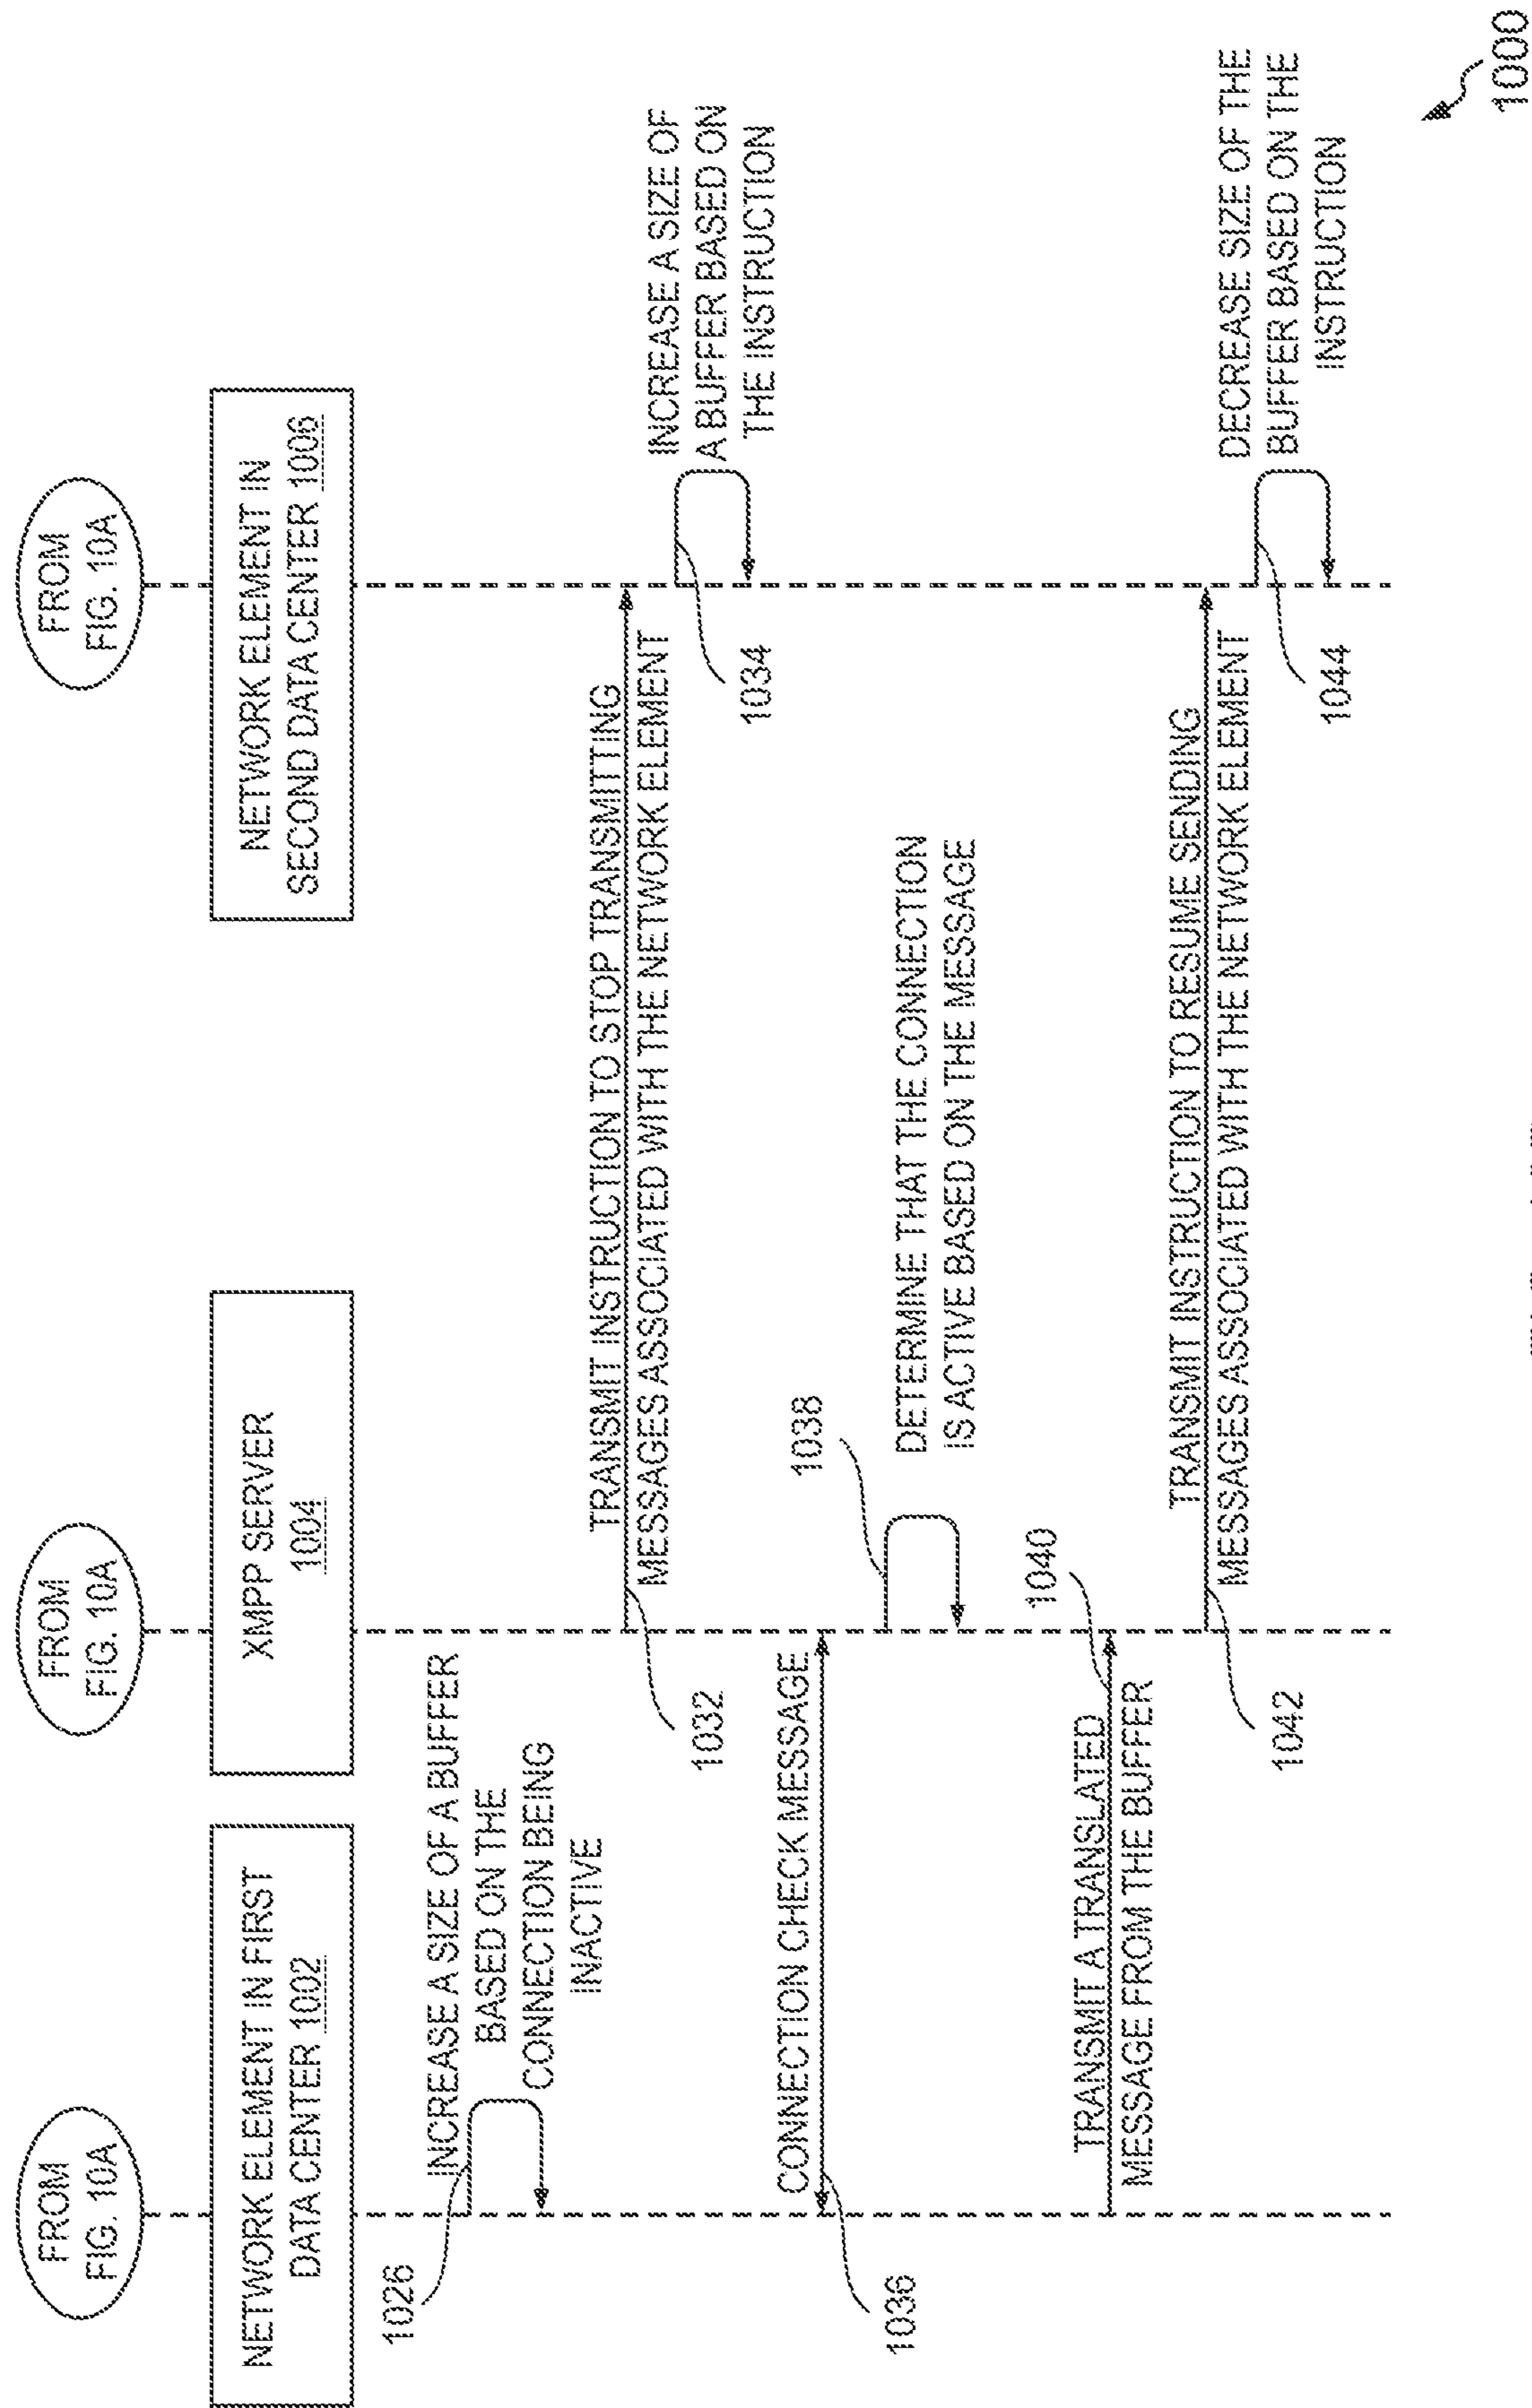 FROM
FIG. 10A
FROM
FIG. 10A
FROM
FIG. 10A
NETWORK ELEMENT IN FIRST
DATA CENTER 1002
XMPP SERVER
1004
NETWORK ELEMENT IN
SECOND DATA CENTER 1006
1026
INCREASE A SIZE OF A BUFFER
BASED ON THE
CONNECTION BEING
INACTIVE
TRANSMIT INSTRUCTION TO STOP TRANSMITTING
MESSAGES ASSOCIATED WITH THE NETWORK ELEMENT
1032
INCREASE A SIZE OF
A BUFFER BASED ON
THE INSTRUCTION
1034
CONNECTION CHECK MESSAGE
1036
1038
DETERMINE THAT THE CONNECTION
IS ACTIVE BASED ON THE MESSAGE
1040
TRANSMIT A TRANSLATED
MESSAGE FROM THE BUFFER
TRANSMIT INSTRUCTION TO RESUME SENDING
MESSAGES ASSOCIATED WITH THE NETWORK ELEMENT
1042
DECREASE SIZE OF THE
BUFFER BASED ON THE
INSTRUCTION
1044
1000